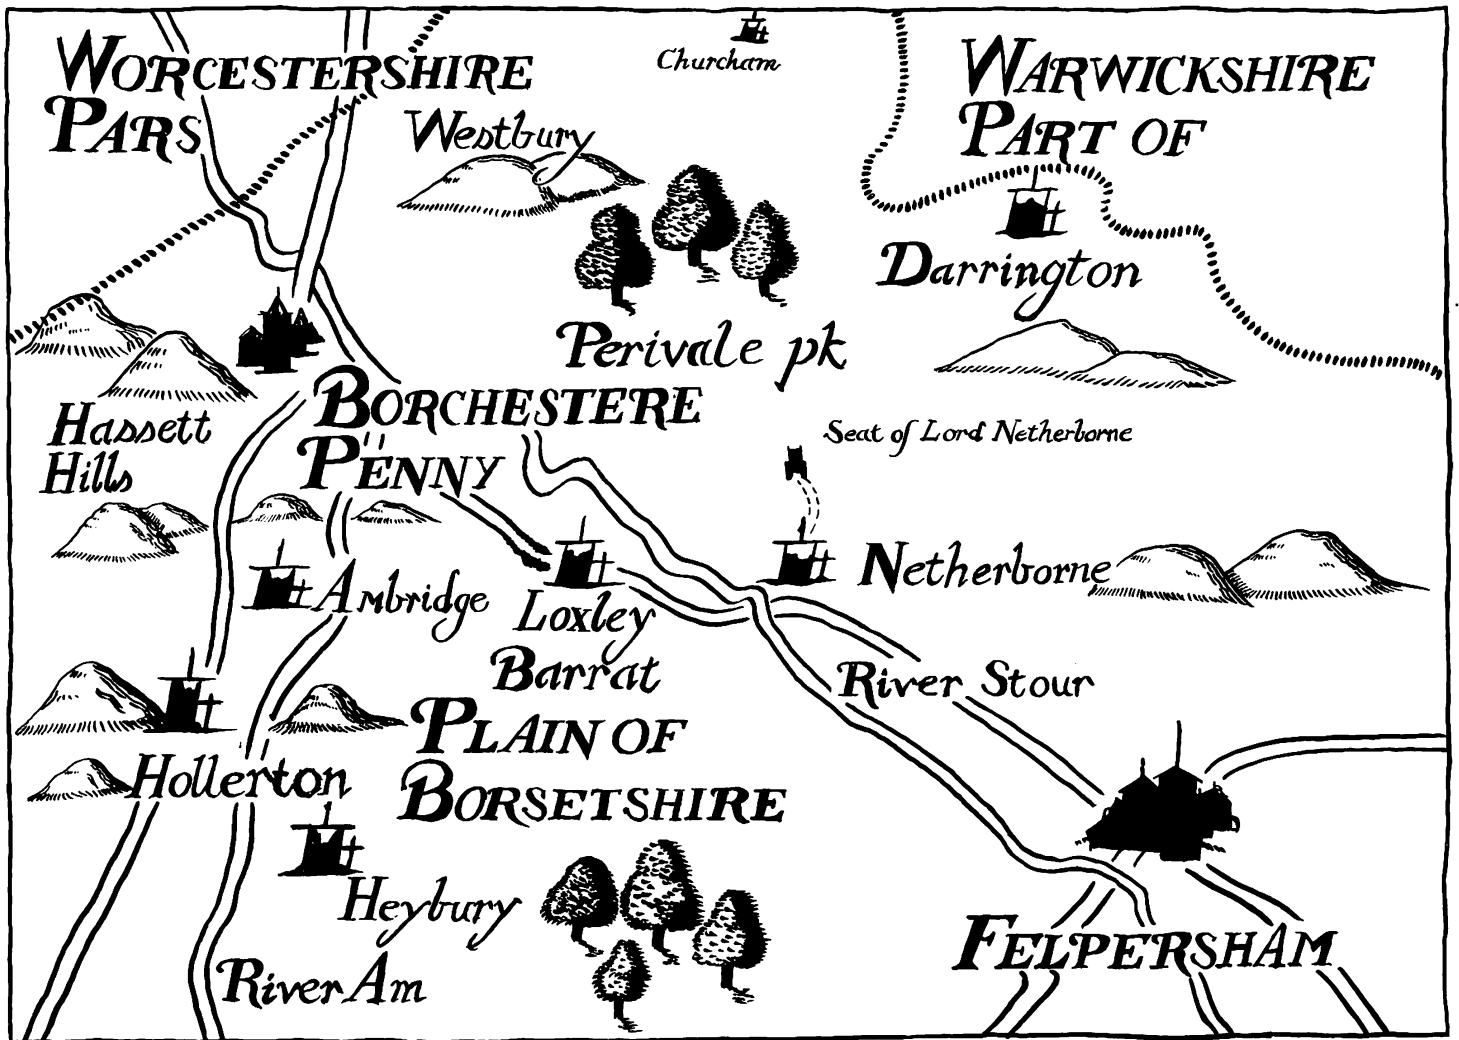 Churcham
WORCESTERSHIRE
PARS
WARWICKSHIRE
PART OF
Westbury
Darrington
Perivale pk
BORCHESTERE
PENNY
Hassett
Hills
Seat of Lord Netherborne
Netherborne
Ambridge
Loxley
Barrat
River Stour
PLAIN OF
BORSETSHIRE
Hollerton
Heybury
FELPERSHAM
River Am